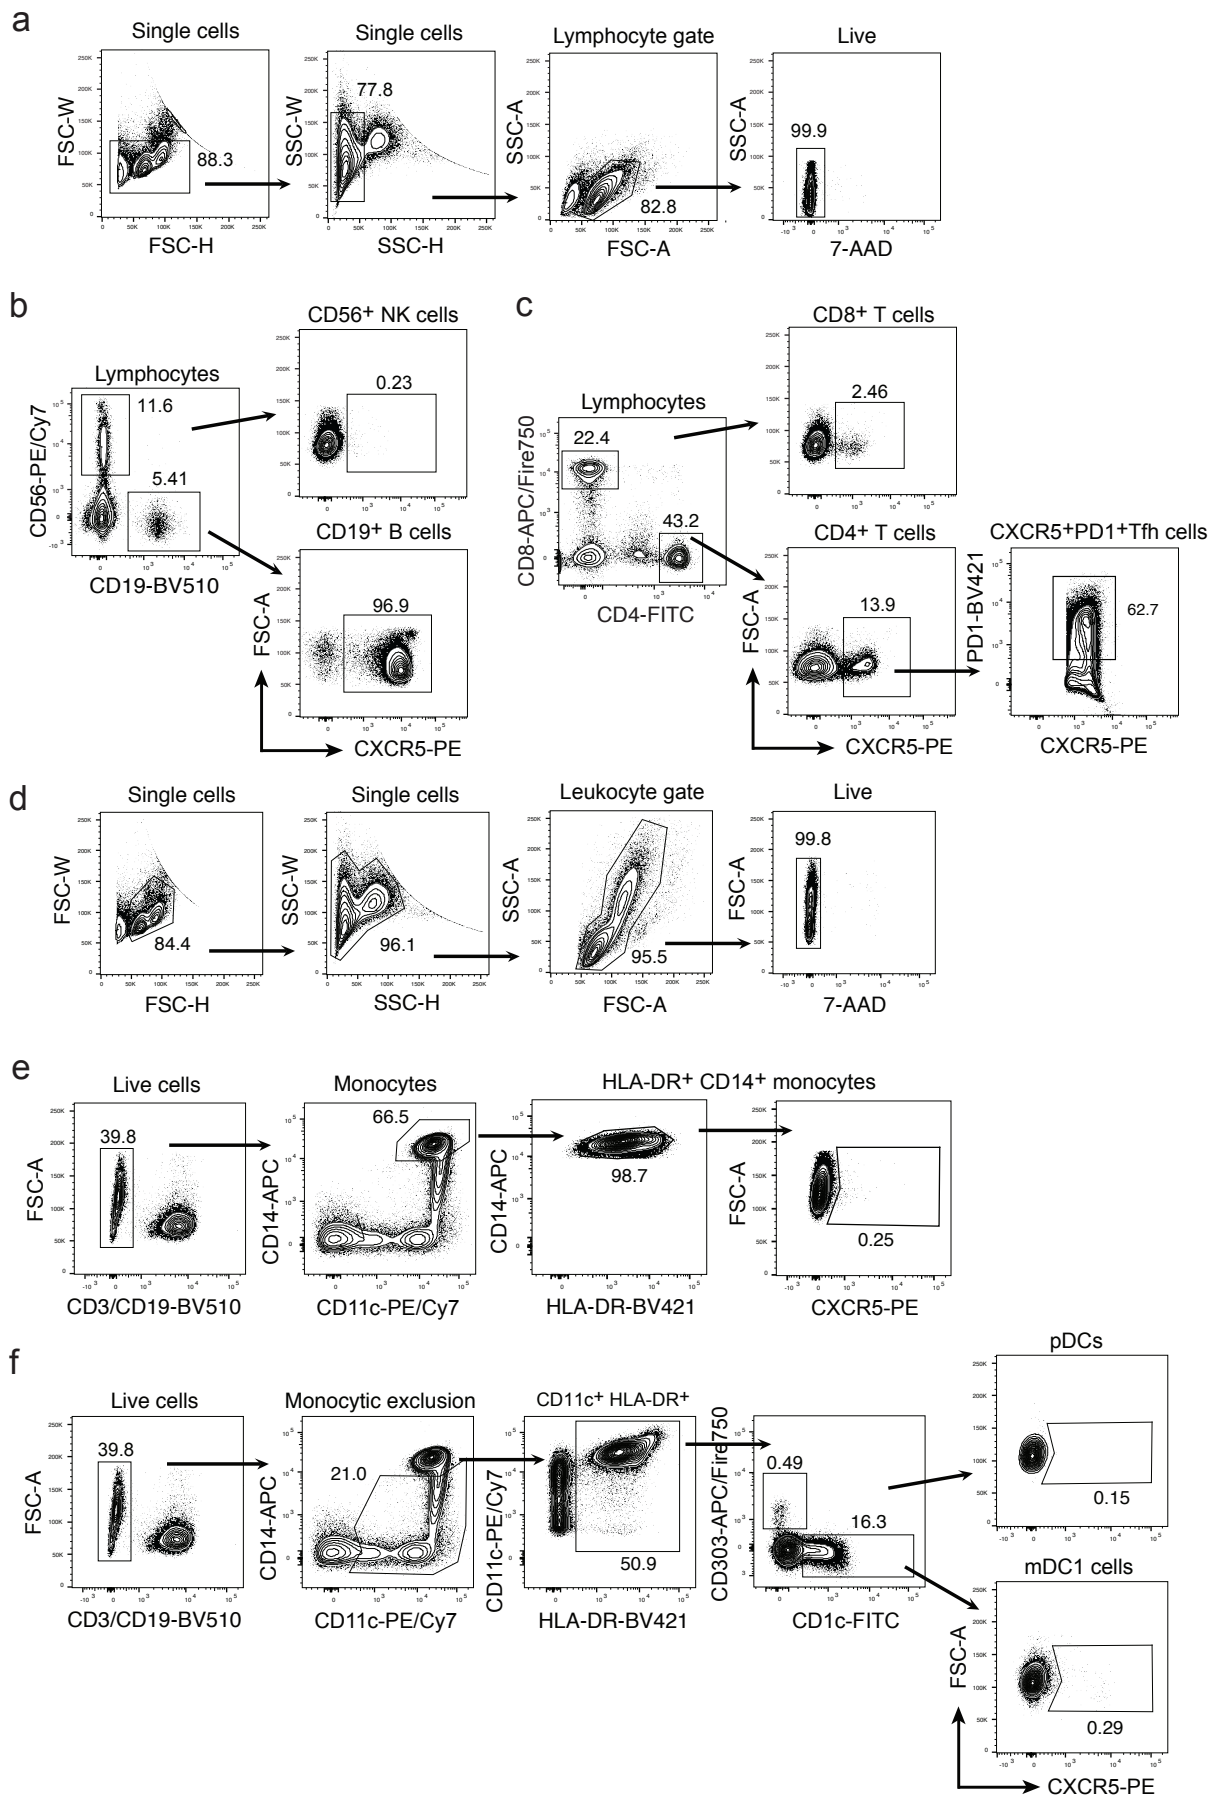 a
Single cells
FSC-W
88.3
FSC-H
Single cells
SSC-W
77.8
SSC-H
Lymphocyte gate
SSC-A
82.8
FSC-A
Live
SSC-A
99.9
7-AAD
b
Lymphocytes
CD56-PE/Cy7
11.6
5.41
CD19-BV510
CD56+ NK cells
0.23
CD19+ B cells
96.9
FSC-A
CXCR5-PE
c
Lymphocytes
CD8-APC/Fire750
22.4
43.2
CD4-FITC
CD8+ T cells
2.46
CD4+ T cells
13.9
FSC-A
CXCR5-PE
CXCR5+PD1+Tfh cells
PD1-BV421
62.7
CXCR5-PE
d
Single cells
FSC-W
84.4
FSC-H
Single cells
SSC-W
96.1
SSC-H
Leukocyte gate
SSC-A
95.5
FSC-A
Live
FSC-A
99.8
7-AAD
e
Live cells
39.8
FSC-A
CD3/CD19-BV510
Monocytes
66.5
CD14-APC
CD11c-PE/Cy7
HLA-DR+ CD14+ monocytes
CD14-APC
98.7
HLA-DR-BV421
FSC-A
0.25
CXCR5-PE
f
Live cells
39.8
FSC-A
CD3/CD19-BV510
Monocytic exclusion
21.0
CD14-APC
CD11c-PE/Cy7
CD11c+ HLA-DR+
CD11c-PE/Cy7
50.9
HLA-DR-BV421
CD303-APC/Fire750
0.49
16.3
CD1c-FITC
pDCs
0.15
mDC1 cells
FSC-A
0.29
CXCR5-PE